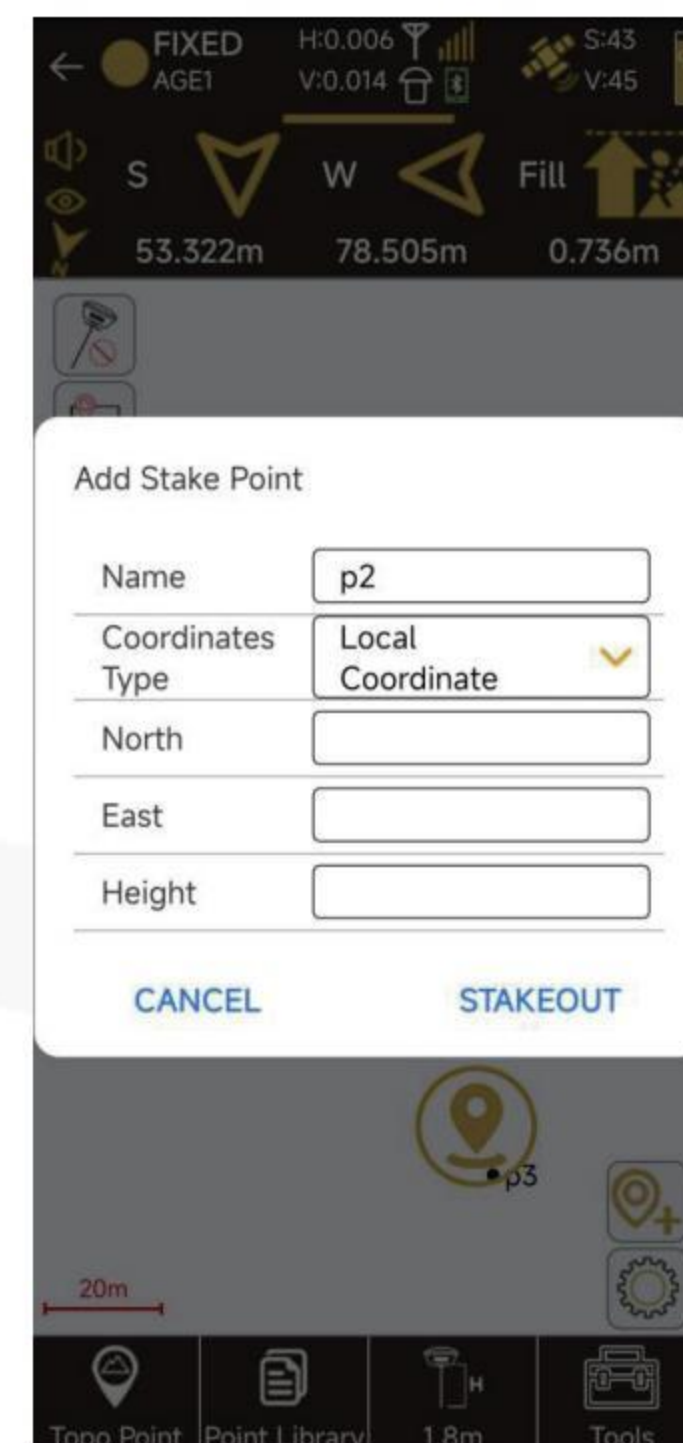 FIXED H:0.006 S:43
AGE1 V:0.014 V:45
S W Fill
53.322m 78.505m 0.736m
N
Add Stake Point
Name p2
Coordinates Type Local Coordinate
North
East
Height
CANCEL STAKEOUT
p3
20m
H
Topo Point Point Library 1.8m Tools